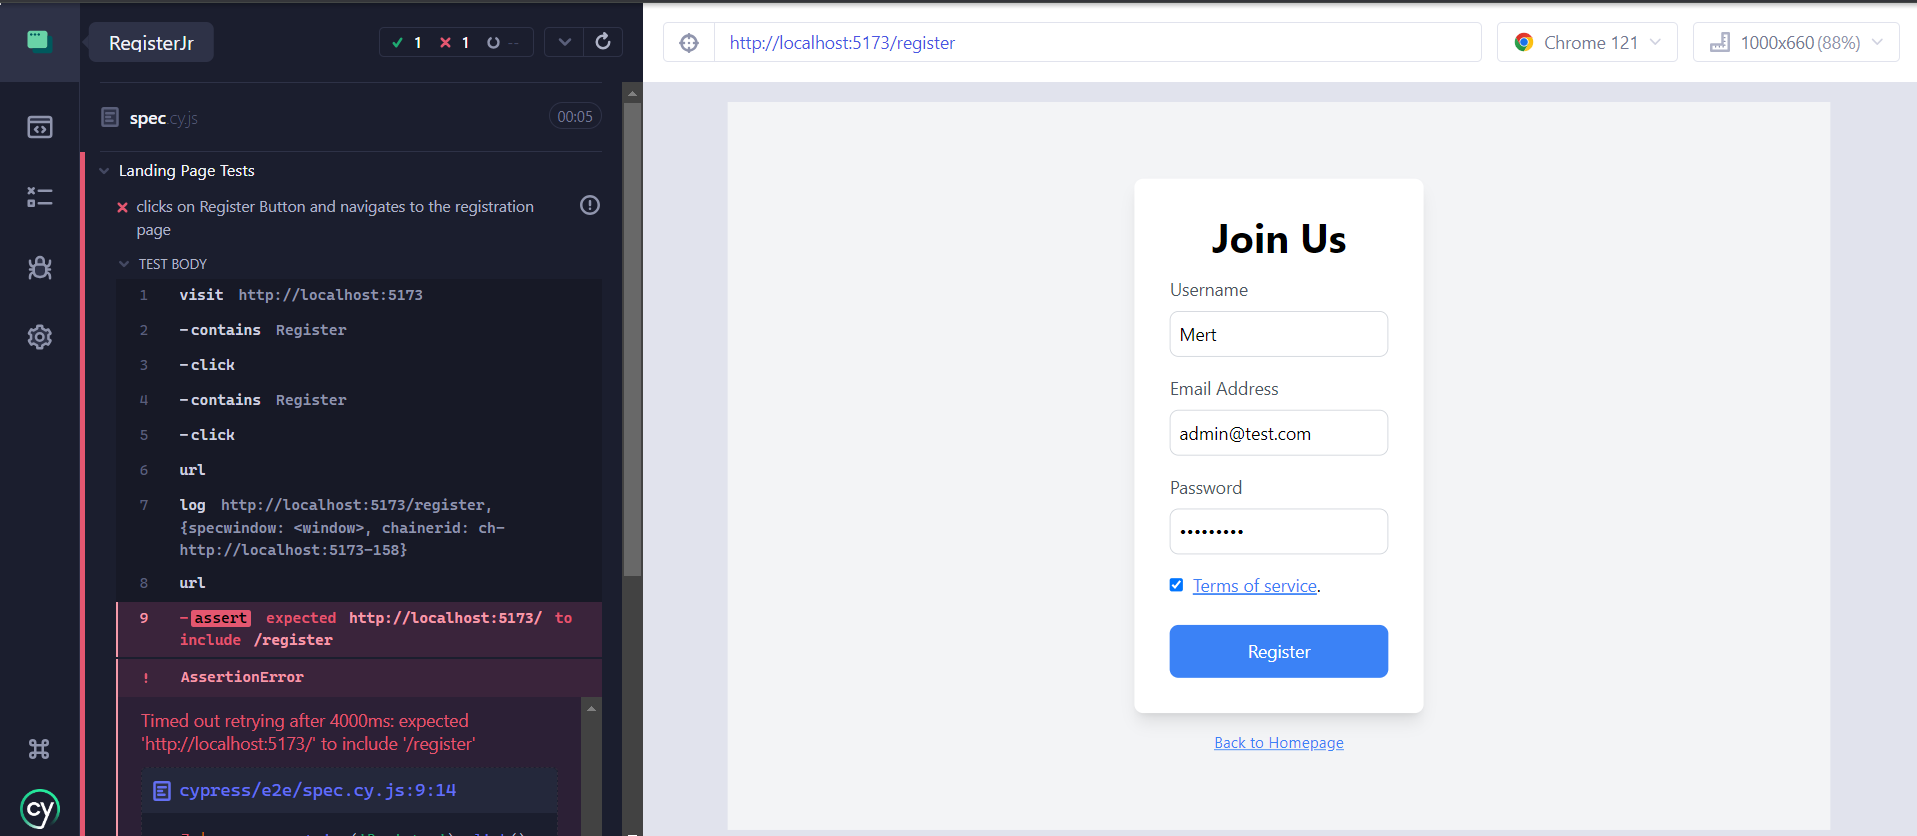 RegisterJr
1
1
--
spec.cy.js
00:05
Landing Page Tests
clicks on Register Button and navigates to the registration
page
TEST BODY
1 visit http://localhost:5173
2 -contains Register
3 -click
4 -contains Register
5 -click
6 url
7 log http://localhost:5173/register,
{specwindow: <window>, chainerid: ch-
http://localhost:5173-158}
8 url
9 -assert expected http://localhost:5173/ to
include /register
! AssertionError
Timed out retrying after 4000ms: expected
'http://localhost:5173/' to include '/register'
cypress/e2e/spec.cy.js:9:14
cy
http://localhost:5173/register
Chrome 121
1000x660 (88%)
Join Us
Username
Mert
Email Address
admin@test.com
Password
•••••••••
Terms of service.
Register
Back to Homepage